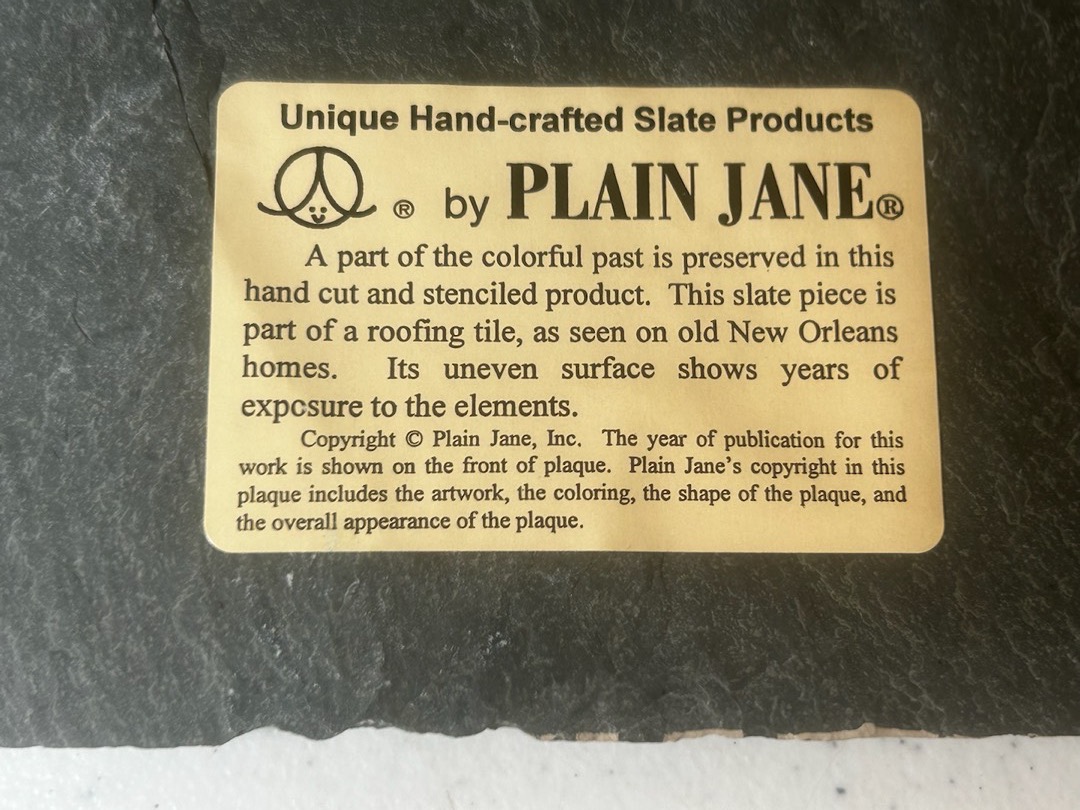 Unique Hand-crafted Slate Products
® by PLAIN JANE®
A part of the colorful past is preserved in this
hand cut and stenciled product. This slate piece is
part of a roofing tile, as seen on old New Orleans
homes. Its uneven surface shows years of
expcsure to the elements.
Copyright © Plain Jane, Inc. The year of publication for this
work is shown on the front of plaque. Plain Jane's copyright in this
plaque includes the artwork, the coloring, the shape of the plaque, and
the overall appearance of the plaque.